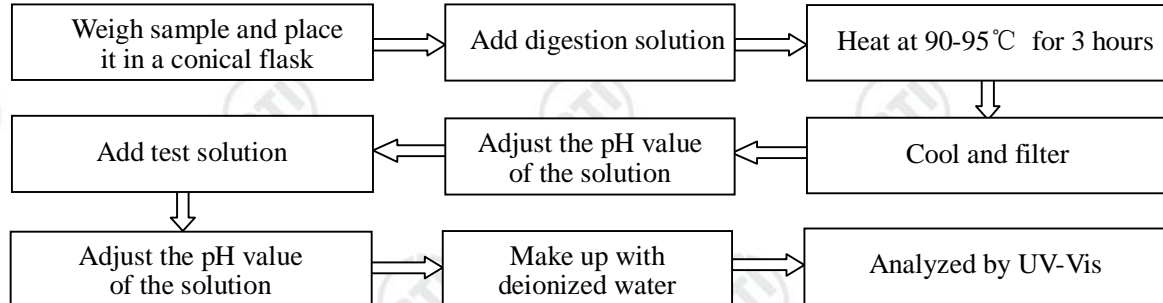 Weigh sample and place
it in a conical flask
Add digestion solution
Heat at 90-95℃ for 3 hours
Cool and filter
Adjust the pH value
of the solution
Add test solution
Adjust the pH value
of the solution
Make up with
deionized water
Analyzed by UV-Vis